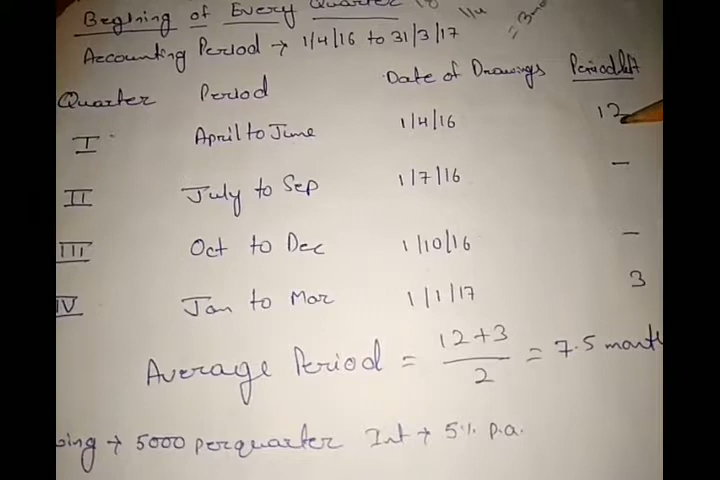 Begining of Every Quarter
1/4
Accounting Period → 1/4/16 to 31/3/17
Quarter Period Date of Drawings Period left
I April to June 1/4/16 12
II July to Sep 1/7/16 –
III Oct to Dec 1/10/16 –
IV Jan to Mar 1/1/17 3
Average Period = 12+3 / 2 = 7.5 month
ing → 5000 per quarter Int → 5% p.a.